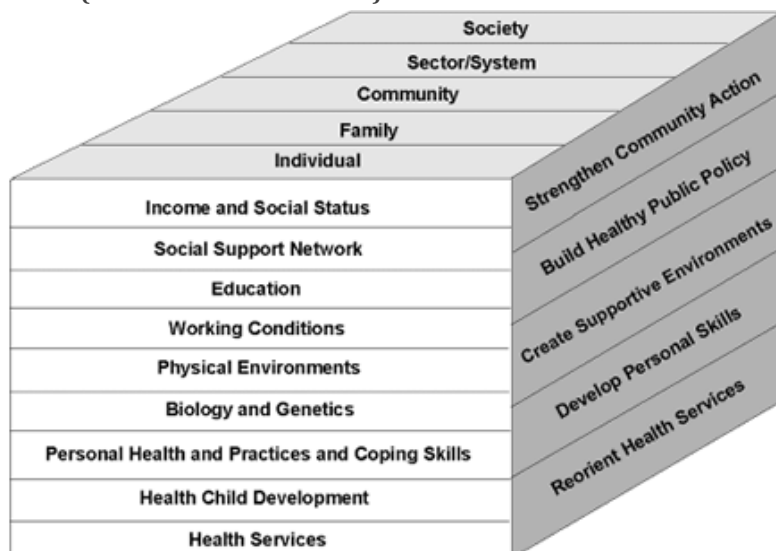 Society
Sector/System
Community
Family
Individual
Income and Social Status
Social Support Network
Education
Working Conditions
Physical Environments
Biology and Genetics
Personal Health and Practices and Coping Skills
Health Child Development
Health Services
Strengthen Community Action
Build Healthy Public Policy
Create Supportive Environments
Develop Personal Skills
Reorient Health Services